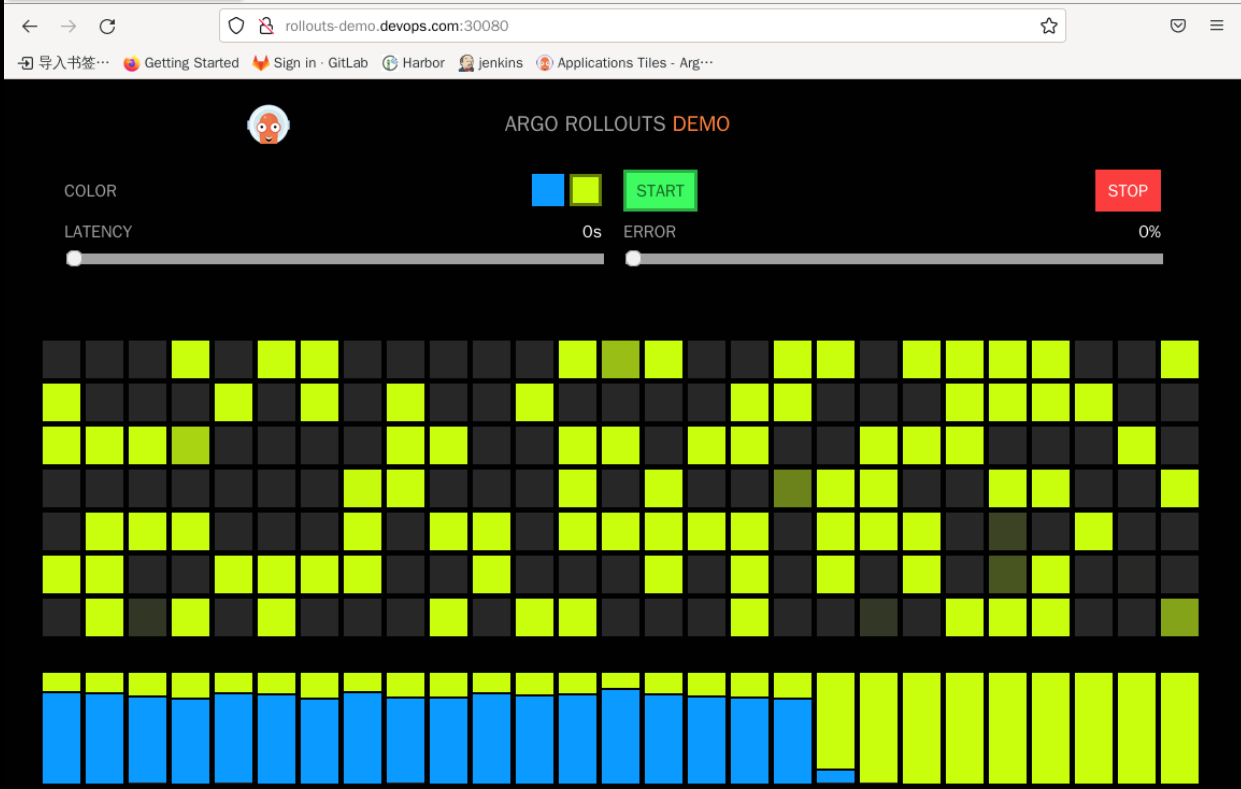 rollouts-demo.devops.com:30080
导入书签… Getting Started Sign in · GitLab Harbor jenkins Applications Tiles - Arg…
ARGO ROLLOUTS DEMO
COLOR START STOP
LATENCY 0s ERROR 0%